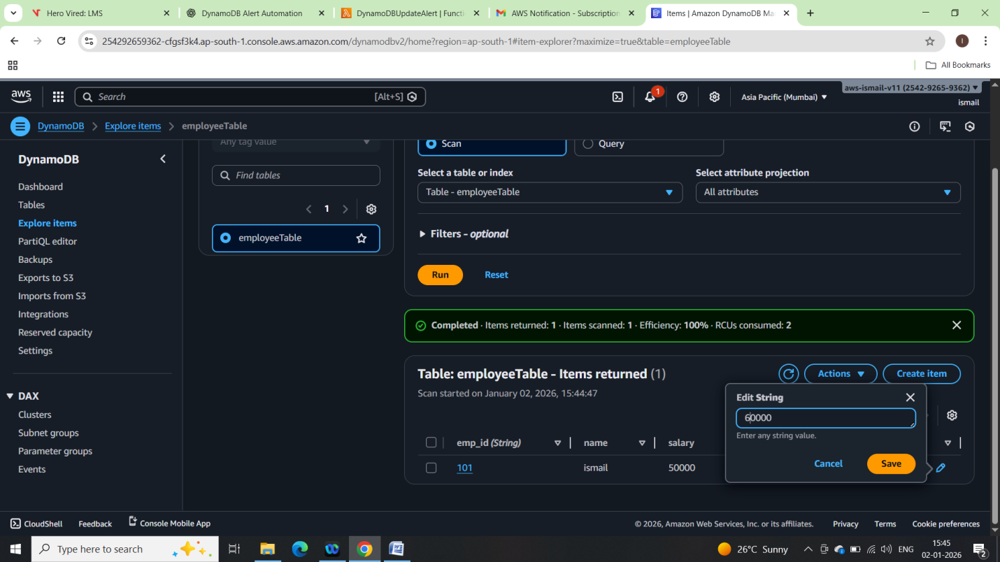 Hero Vired: LMS
DynamoDB Alert Automation
DynamoDBUpdateAlert | Functi
AWS Notification - Subscription
Items | Amazon DynamoDB Ma
254292659362-cfgsf3k4.ap-south-1.console.aws.amazon.com/dynamodbv2/home?region=ap-south-1#item-explorer?maximize=true&table=employeeTable
I
All Bookmarks
aws
Search
[Alt+S]
1
Asia Pacific (Mumbai)
aws-ismail-v11 (2542-9265-9362)
ismail
DynamoDB
Explore items
employeeTable
DynamoDB
Dashboard
Tables
Explore items
PartiQL editor
Backups
Exports to S3
Imports from S3
Integrations
Reserved capacity
Settings
DAX
Clusters
Subnet groups
Parameter groups
Events
Any tag value
Find tables
1
employeeTable
Scan
Query
Select a table or index
Select attribute projection
Table - employeeTable
All attributes
Filters - optional
Run
Reset
Completed · Items returned: 1 · Items scanned: 1 · Efficiency: 100% · RCUs consumed: 2
Table: employeeTable - Items returned (1)
Scan started on January 02, 2026, 15:44:47
Actions
Create item
Edit String
60000
Enter any string value.
Cancel
Save
emp_id (String)
name
salary
101
ismail
50000
CloudShell
Feedback
Console Mobile App
© 2026, Amazon Web Services, Inc. or its affiliates.
Privacy
Terms
Cookie preferences
Type here to search
26°C Sunny
ENG
15:45
02-01-2026
2